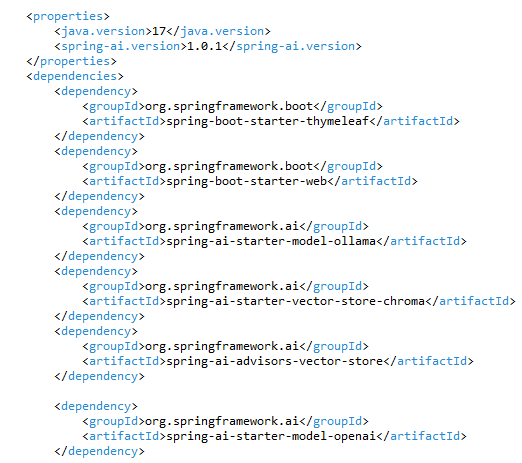 <properties>
<java.version>17</java.version>
<spring-ai.version>1.0.1</spring-ai.version>
</properties>
<dependencies>
<dependency>
<groupId>org.springframework.boot</groupId>
<artifactId>spring-boot-starter-thymeleaf</artifactId>
</dependency>
<dependency>
<groupId>org.springframework.boot</groupId>
<artifactId>spring-boot-starter-web</artifactId>
</dependency>
<dependency>
<groupId>org.springframework.ai</groupId>
<artifactId>spring-ai-starter-model-ollama</artifactId>
</dependency>
<dependency>
<groupId>org.springframework.ai</groupId>
<artifactId>spring-ai-starter-vector-store-chroma</artifactId>
</dependency>
<dependency>
<groupId>org.springframework.ai</groupId>
<artifactId>spring-ai-advisors-vector-store</artifactId>
</dependency>
<dependency>
<groupId>org.springframework.ai</groupId>
<artifactId>spring-ai-starter-model-openai</artifactId>
</dependency>